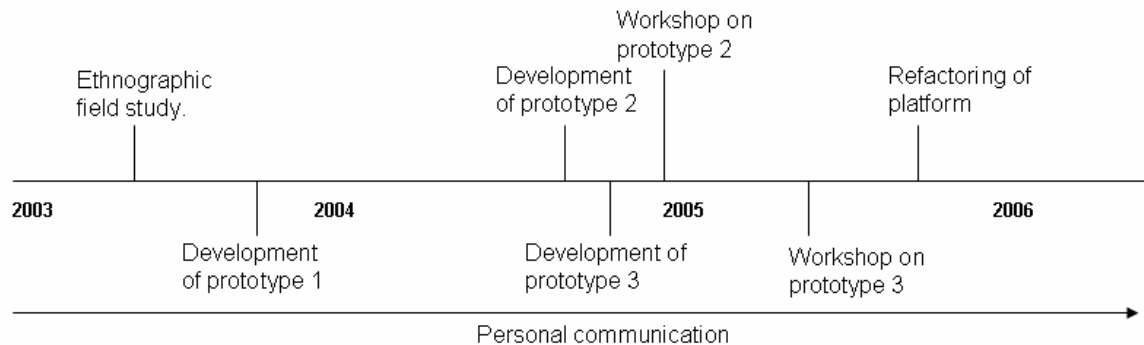 Workshop on
prototype 2
Ethnographic
field study.
Development
of prototype 2
Refactoring of
platform
2003
2004
2005
2006
Development
of prototype 1
Development of
prototype 3
Workshop on
prototype 3
Personal communication